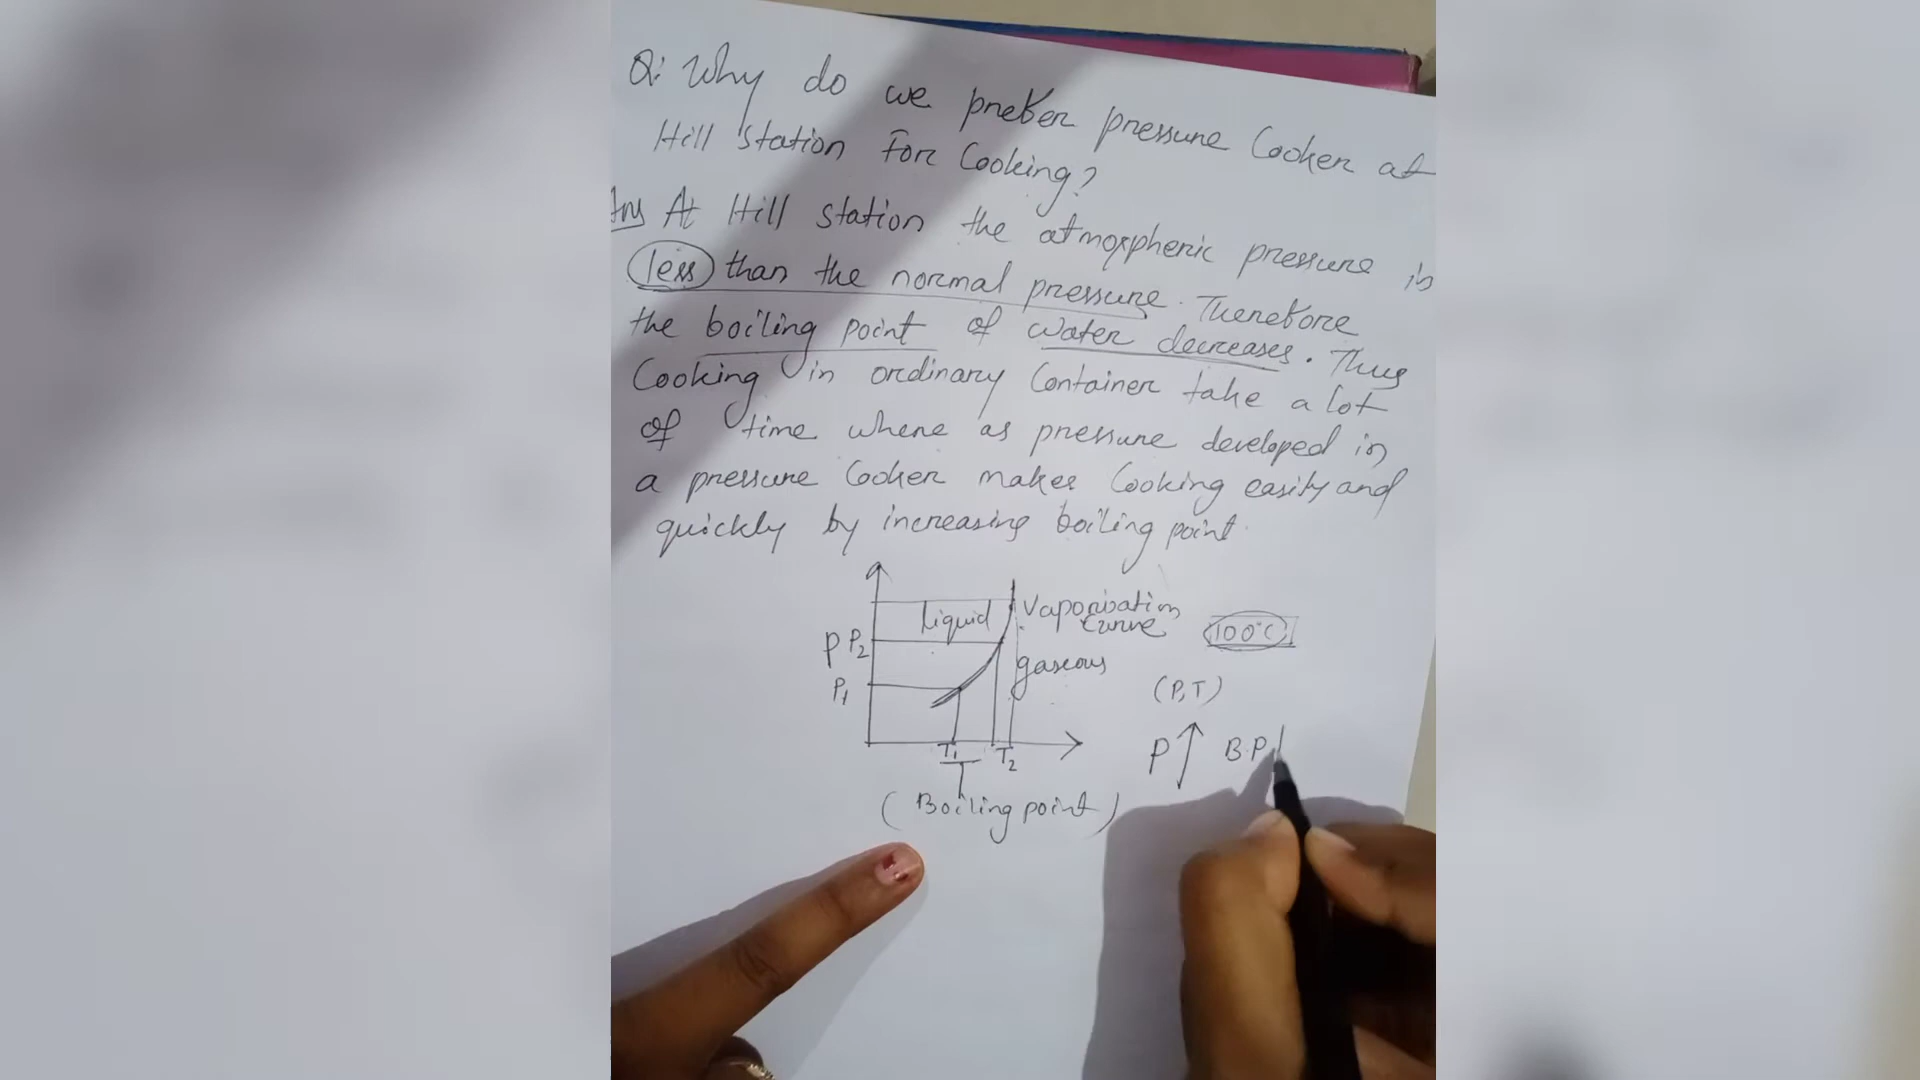 Q: Why do we prefer pressure Cooker at
Hill station For Cooking?
Ans At Hill station the atmospheric pressure is
less than the normal pressure. Therefore
the boiling point of water decreases. Thus
Cooking in ordinary Container take a lot
of time where as pressure developed in
a pressure Cooker makes Cooking easily and
quickly by increasing boiling point.
liquid
Vaporisation
Curve
100°C
P P₂
gaseous
P₁
(P,T)
T₁ T₂
P↑ B.P
T
(Boiling point)